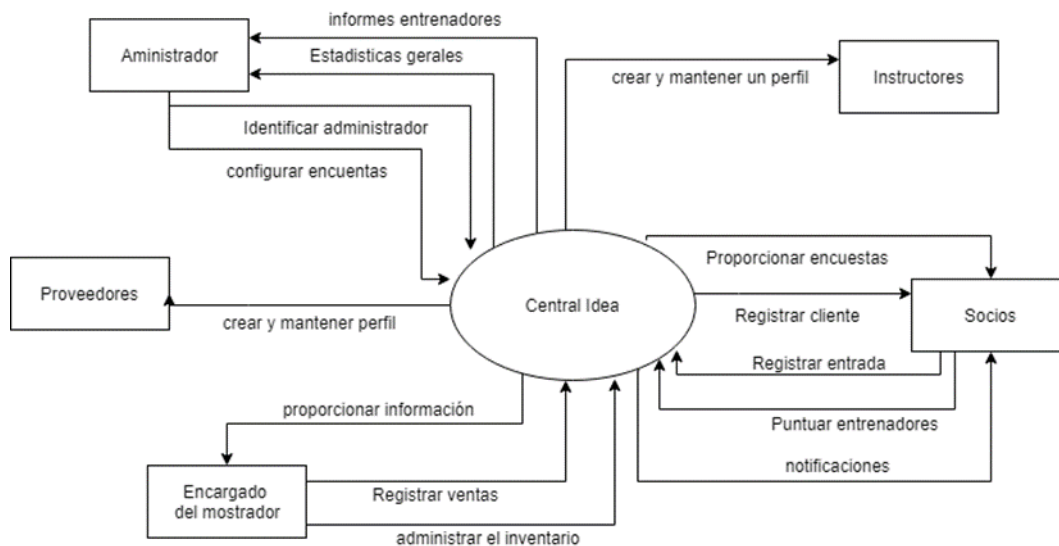 informes entrenadores
Aministrador
Estadisticas gerales
crear y mantener un perfil
Instructores
Identificar administrador
configurar encuentas
Proporcionar encuestas
Proveedores
Central Idea
Registrar cliente
Socios
crear y mantener perfil
Registrar entrada
proporcionar información
Puntuar entrenadores
notificaciones
Encargado
del mostrador
Registrar ventas
administrar el inventario